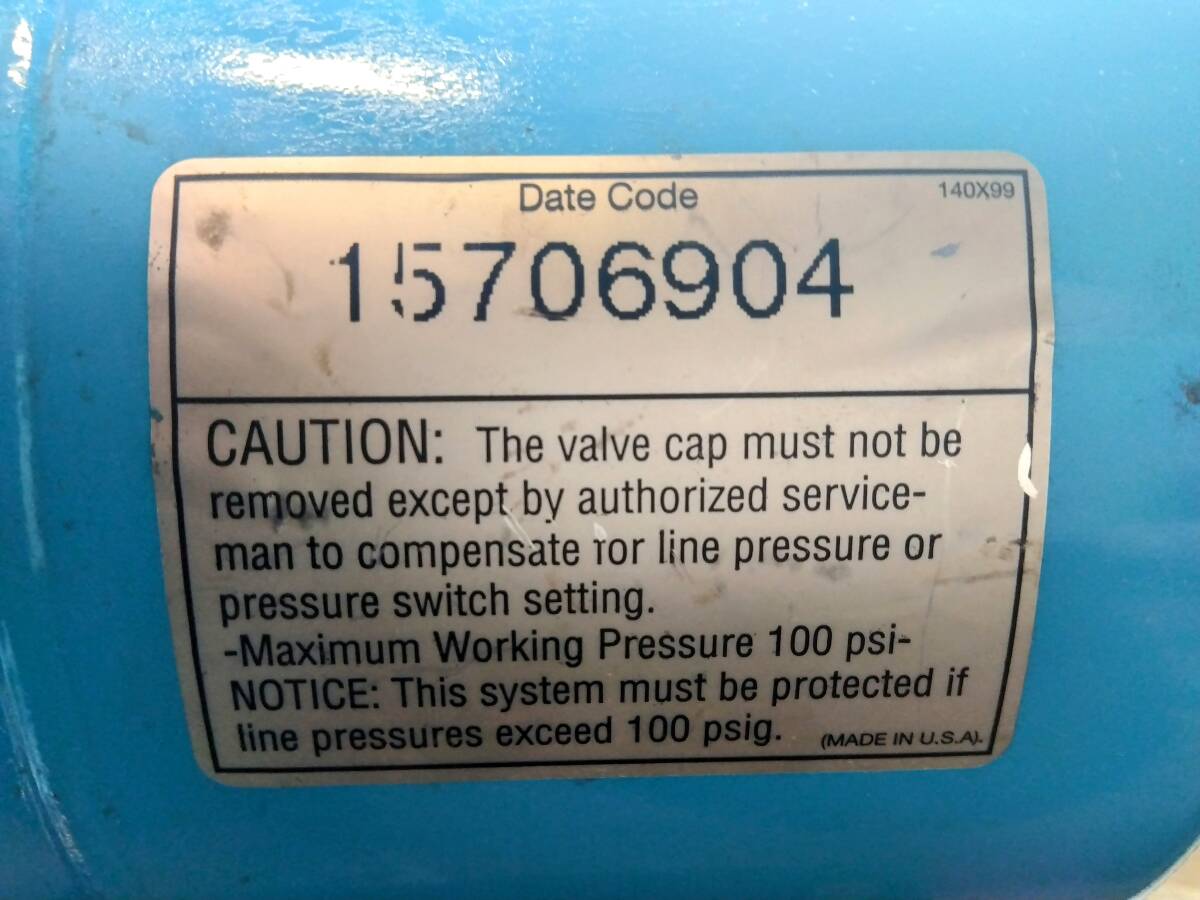 Date Code
140X99
15706904
CAUTION: The valve cap must not be
removed except by authorized service-
man to compensate for line pressure or
pressure switch setting.
-Maximum Working Pressure 100 psi-
NOTICE: This system must be protected if
line pressures exceed 100 psig.
(MADE IN U.S.A).